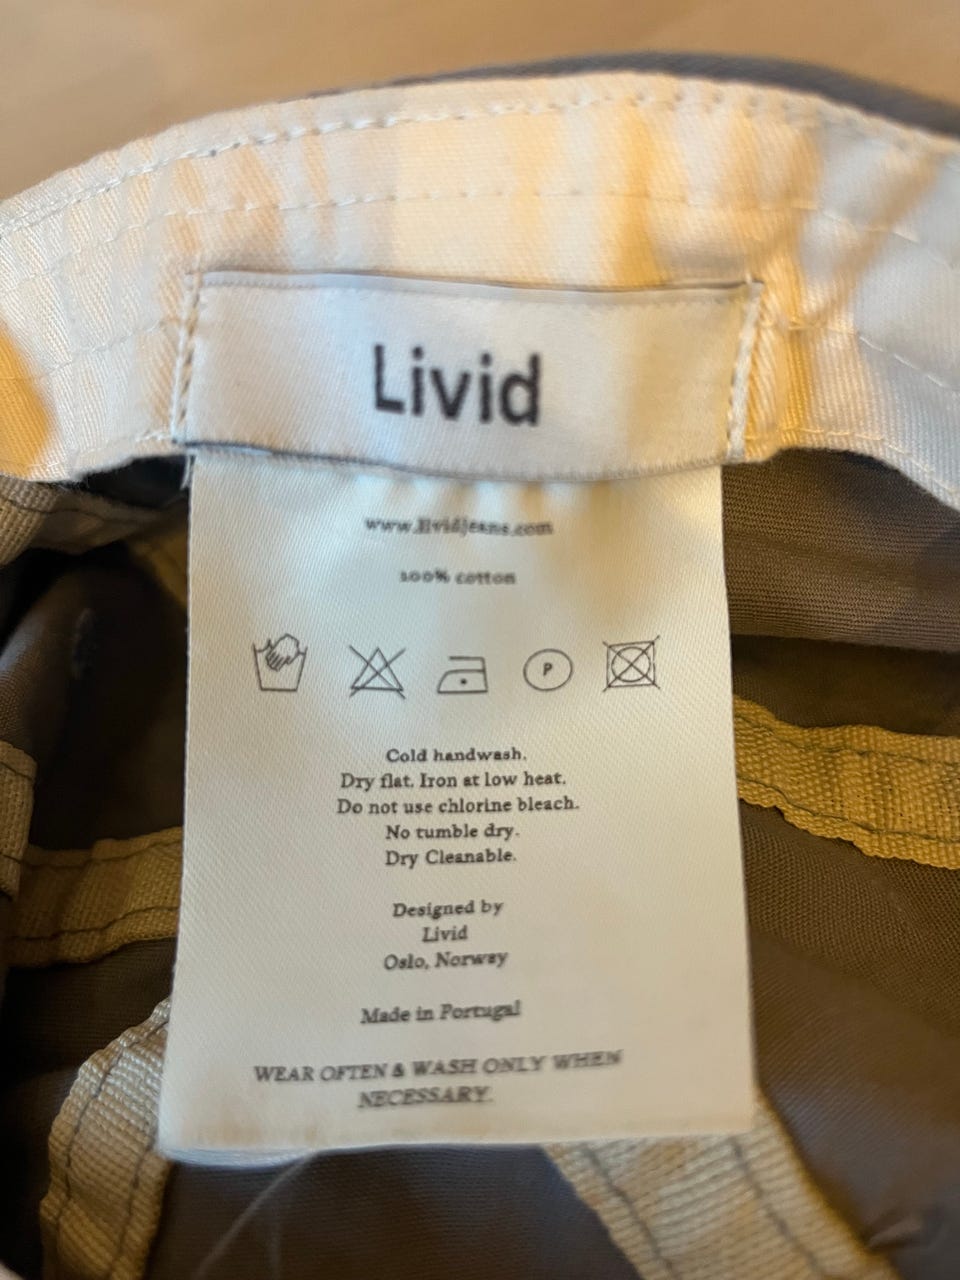 Livid
www.lividjeans.com
100% cotton
P
Cold handwash.
Dry flat. Iron at low heat.
Do not use chlorine bleach.
No tumble dry.
Dry Cleanable.
Designed by
Livid
Oslo, Norway
Made in Portugal
WEAR OFTEN & WASH ONLY WHEN
NECESSARY.